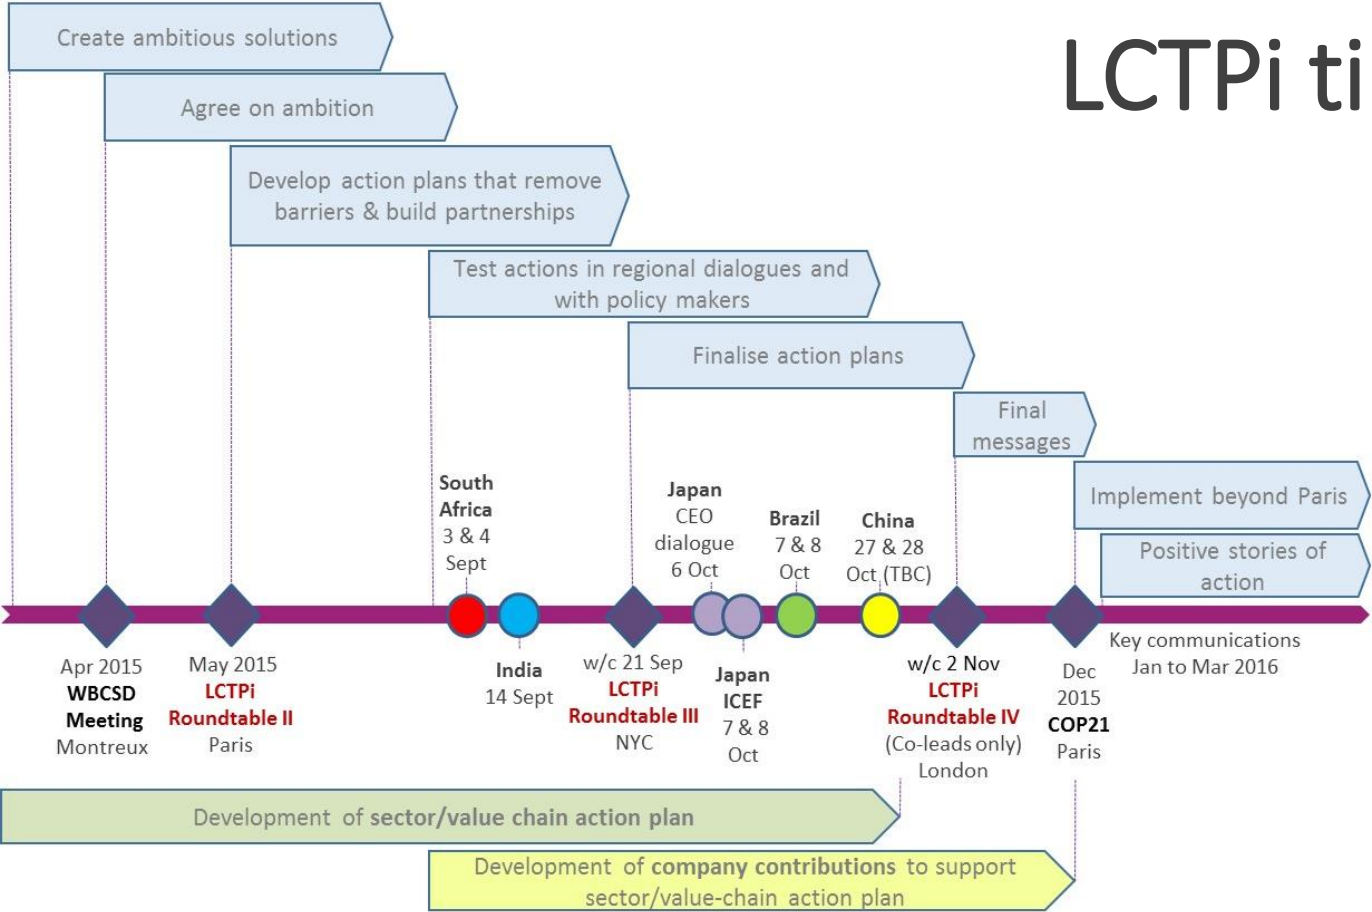 LCTPi ti
Create ambitious solutions
Agree on ambition
Develop action plans that remove
barriers & build partnerships
Test actions in regional dialogues and
with policy makers
Finalise action plans
Final
messages
Implement beyond Paris
Positive stories of
action
South
Africa
3 & 4
Sept
Japan
CEO
dialogue
6 Oct
Brazil
7 & 8
Oct
China
27 & 28
Oct (TBC)
Apr 2015
WBCSD
Meeting
Montreux
May 2015
LCTPi
Roundtable II
Paris
India
14 Sept
w/c 21 Sep
LCTPi
Roundtable III
NYC
Japan
ICEF
7 & 8
Oct
w/c 2 Nov
LCTPi
Roundtable IV
(Co-leads only)
London
Dec
2015
COP21
Paris
Key communications
Jan to Mar 2016
Development of sector/value chain action plan
Development of company contributions to support
sector/value-chain action plan